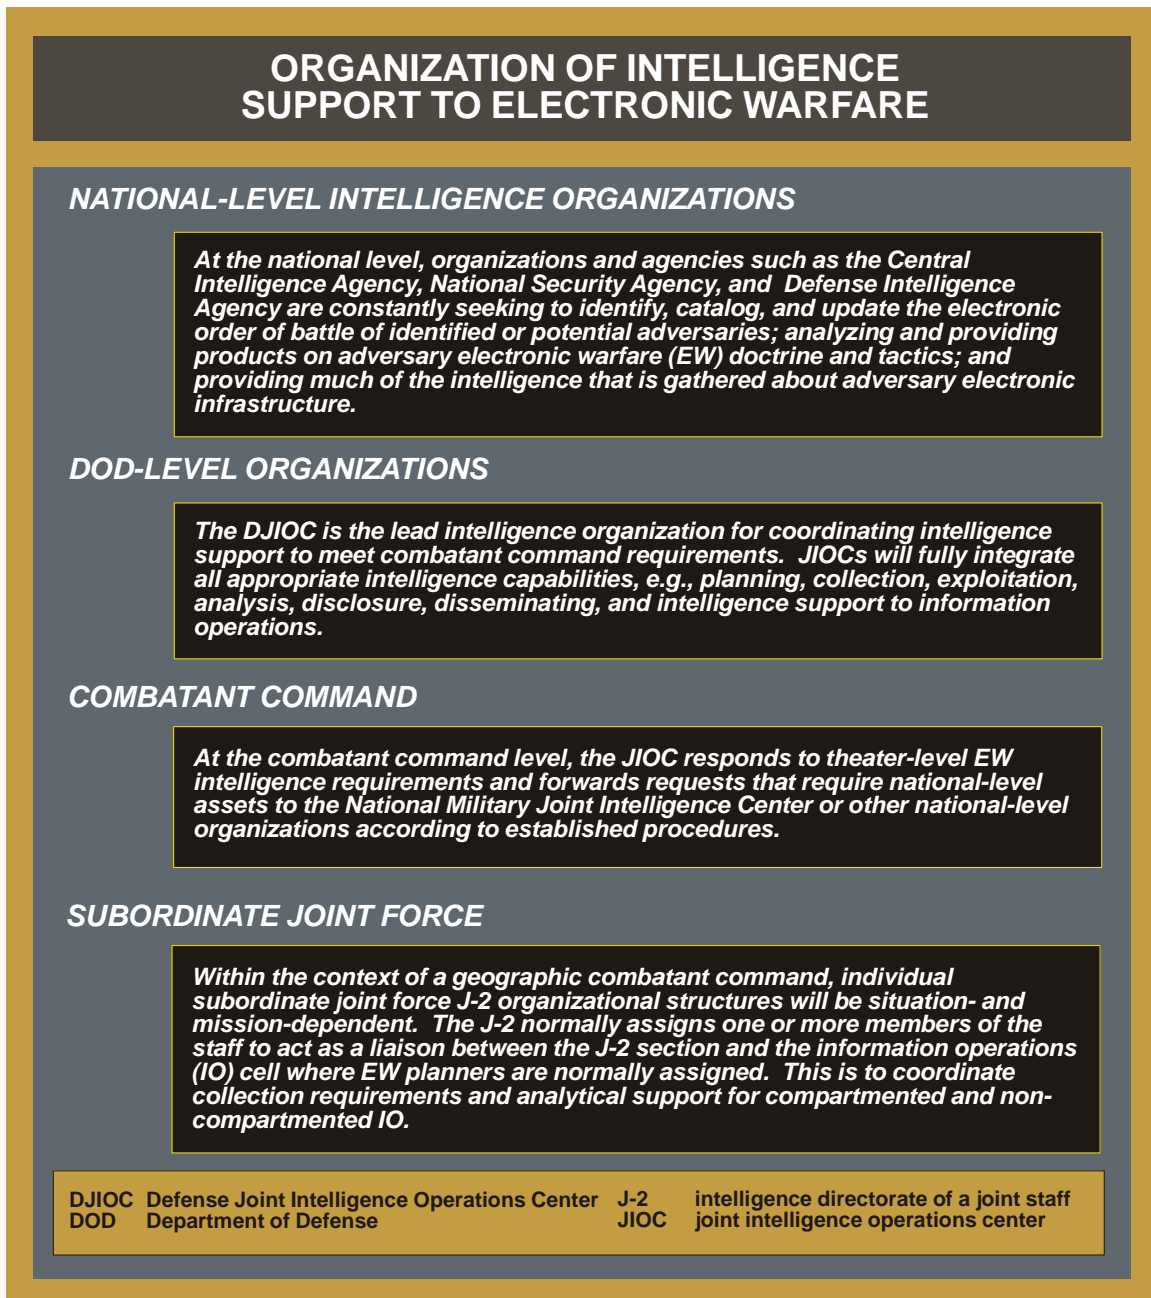 ORGANIZATION OF INTELLIGENCE
SUPPORT TO ELECTRONIC WARFARE
NATIONAL-LEVEL INTELLIGENCE ORGANIZATIONS
At the national level, organizations and agencies such as the Central
Intelligence Agency, National Security Agency, and Defense Intelligence
Agency are constantly seeking to identify, catalog, and update the electronic
order of battle of identified or potential adversaries; analyzing and providing
products on adversary electronic warfare (EW) doctrine and tactics; and
providing much of the intelligence that is gathered about adversary electronic
infrastructure.
DOD-LEVEL ORGANIZATIONS
The DJIOC is the lead intelligence organization for coordinating intelligence
support to meet combatant command requirements. JIOCs will fully integrate
all appropriate intelligence capabilities, e.g., planning, collection, exploitation,
analysis, disclosure, disseminating, and intelligence support to information
operations.
COMBATANT COMMAND
At the combatant command level, the JIOC responds to theater-level EW
intelligence requirements and forwards requests that require national-level
assets to the National Military Joint Intelligence Center or other national-level
organizations according to established procedures.
SUBORDINATE JOINT FORCE
Within the context of a geographic combatant command, individual
subordinate joint force J-2 organizational structures will be situation- and
mission-dependent. The J-2 normally assigns one or more members of the
staff to act as a liaison between the J-2 section and the information operations
(IO) cell where EW planners are normally assigned. This is to coordinate
collection requirements and analytical support for compartmented and non-
compartmented IO.
DJIOC Defense Joint Intelligence Operations Center
DOD Department of Defense
J-2 intelligence directorate of a joint staff
JIOC joint intelligence operations center